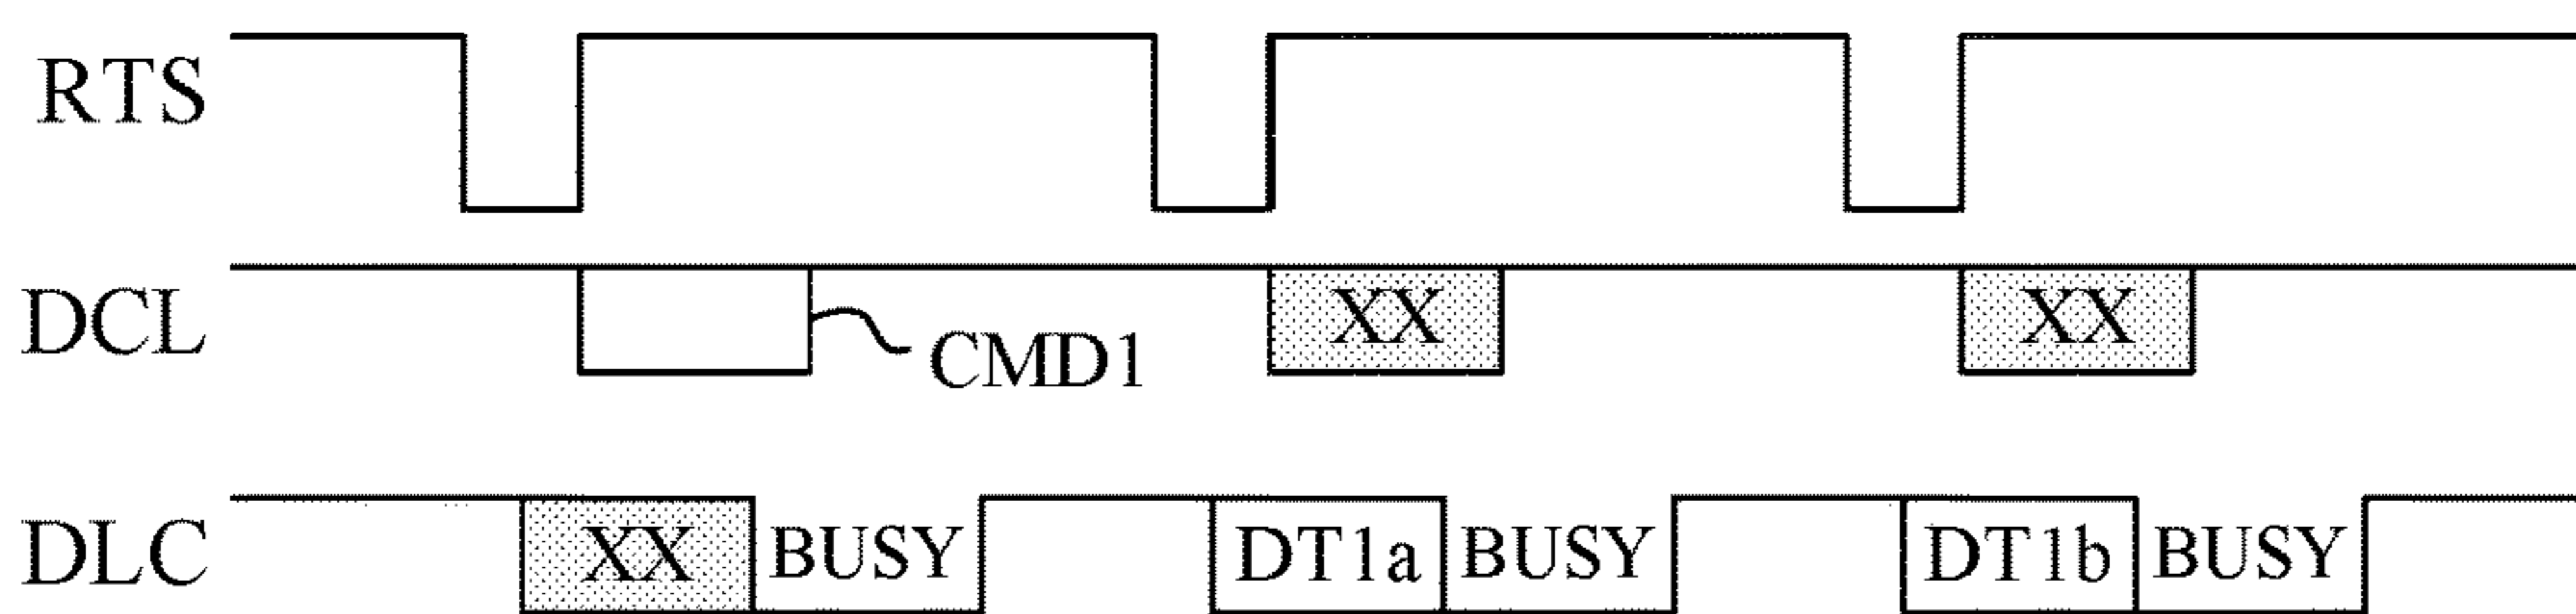 RTS
DCL CMD1 XX XX
DLC XX BUSY DT1a BUSY DT1b BUSY